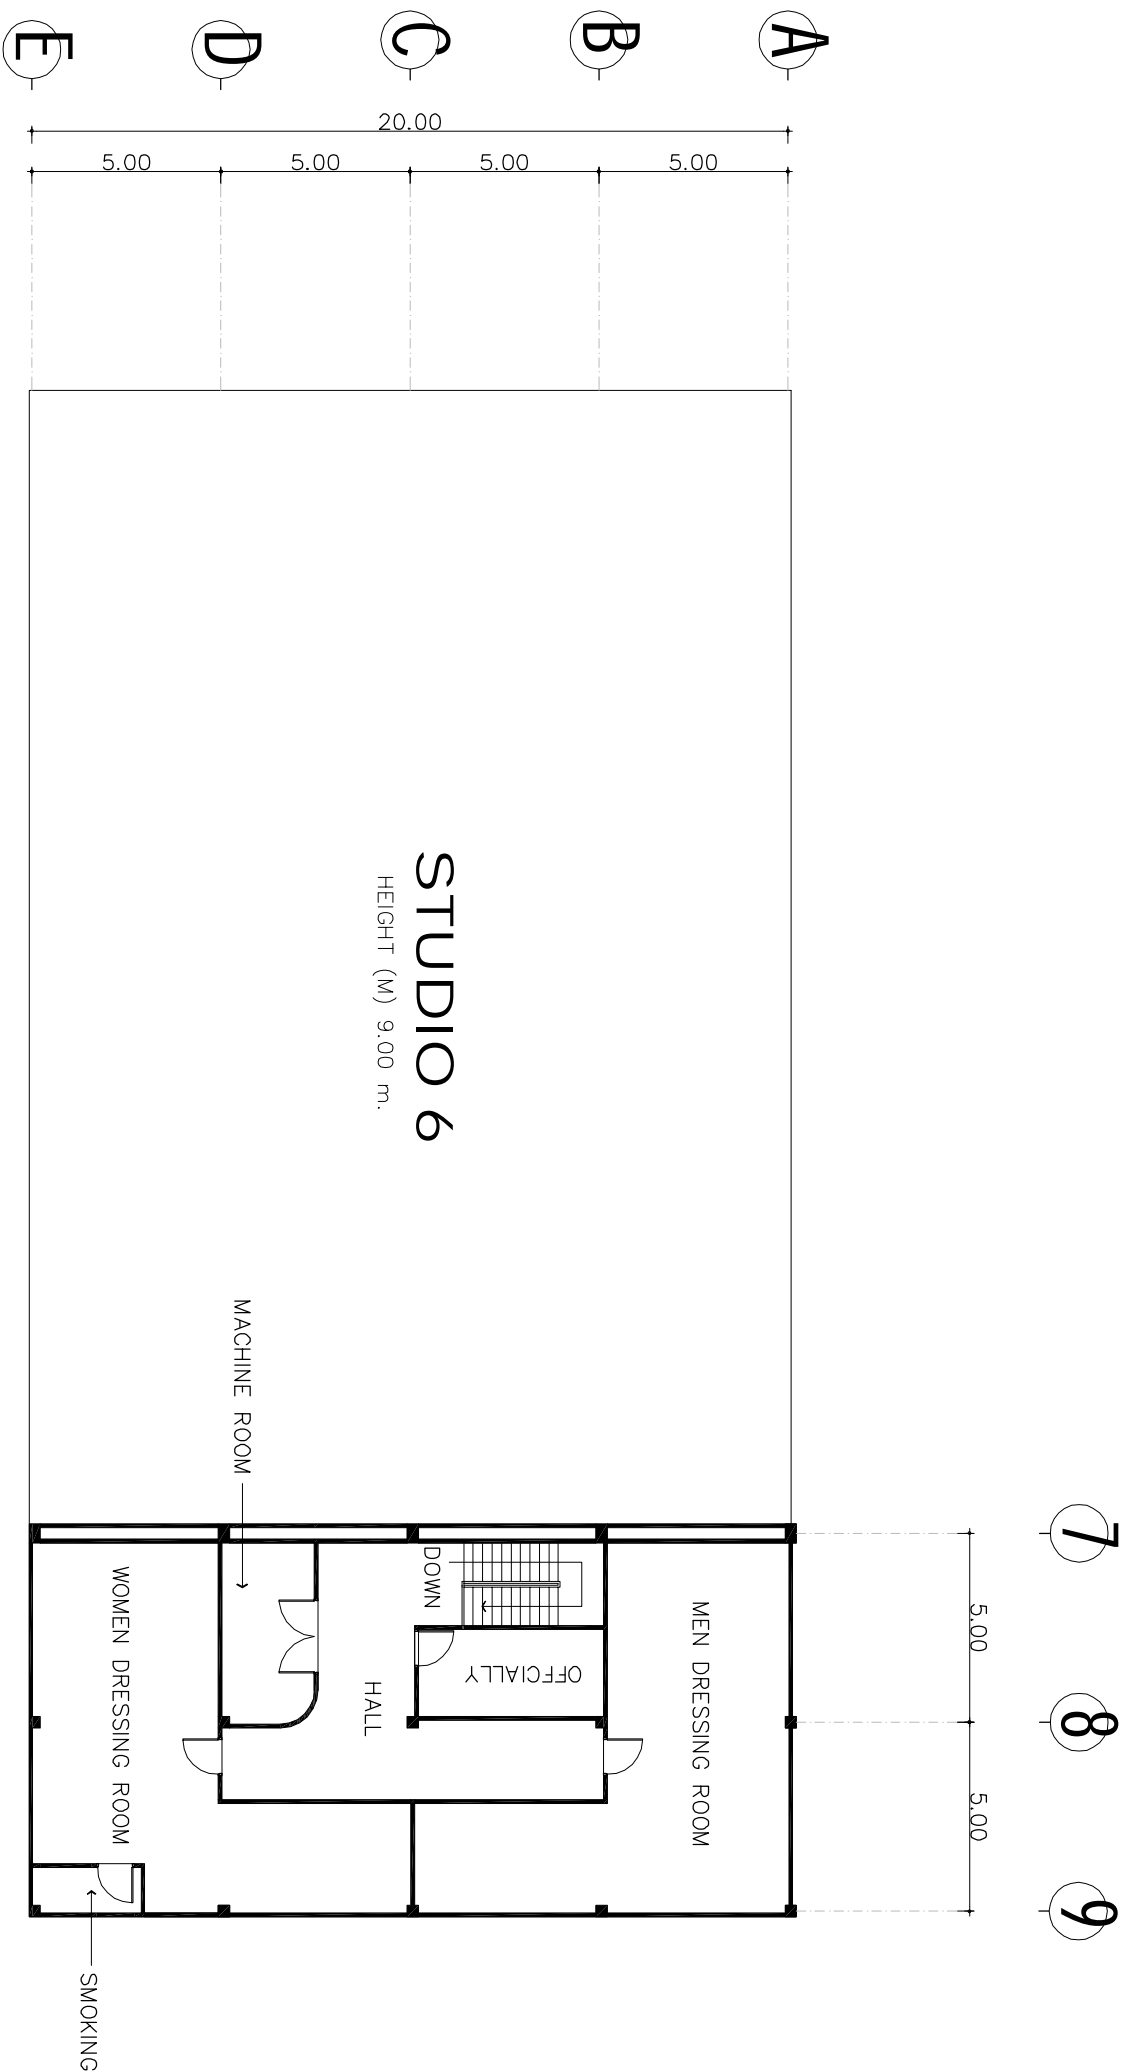 E
D
C
B
A
20.00
5.00
5.00
5.00
5.00
STUDIO 6
HEIGHT (M) 9.00 m.
MACHINE ROOM
7
8
9
5.00
5.00
DOWN
OFFCIALLY
HALL
MEN DRESSING ROOM
WOMEN DRESSING ROOM
SMOKING